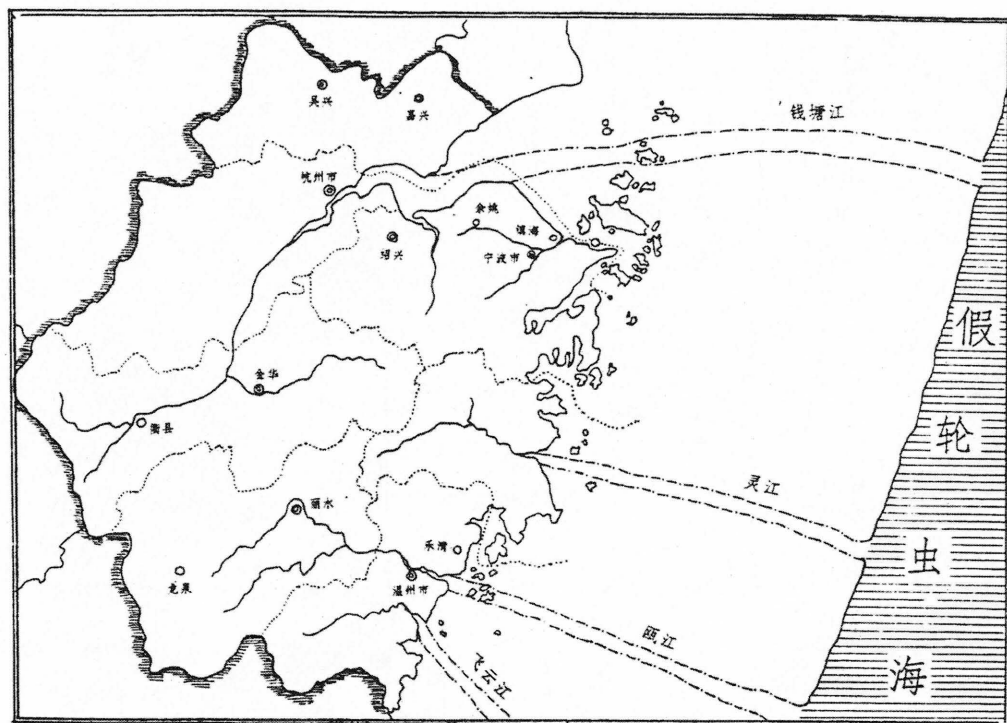 吴兴
嘉兴
钱塘江
杭州市
余姚
镇海
宁波市
绍兴
假轮虫海
金华
衢县
灵江
丽水
乐清
龙泉
温州市
瓯江
飞云江